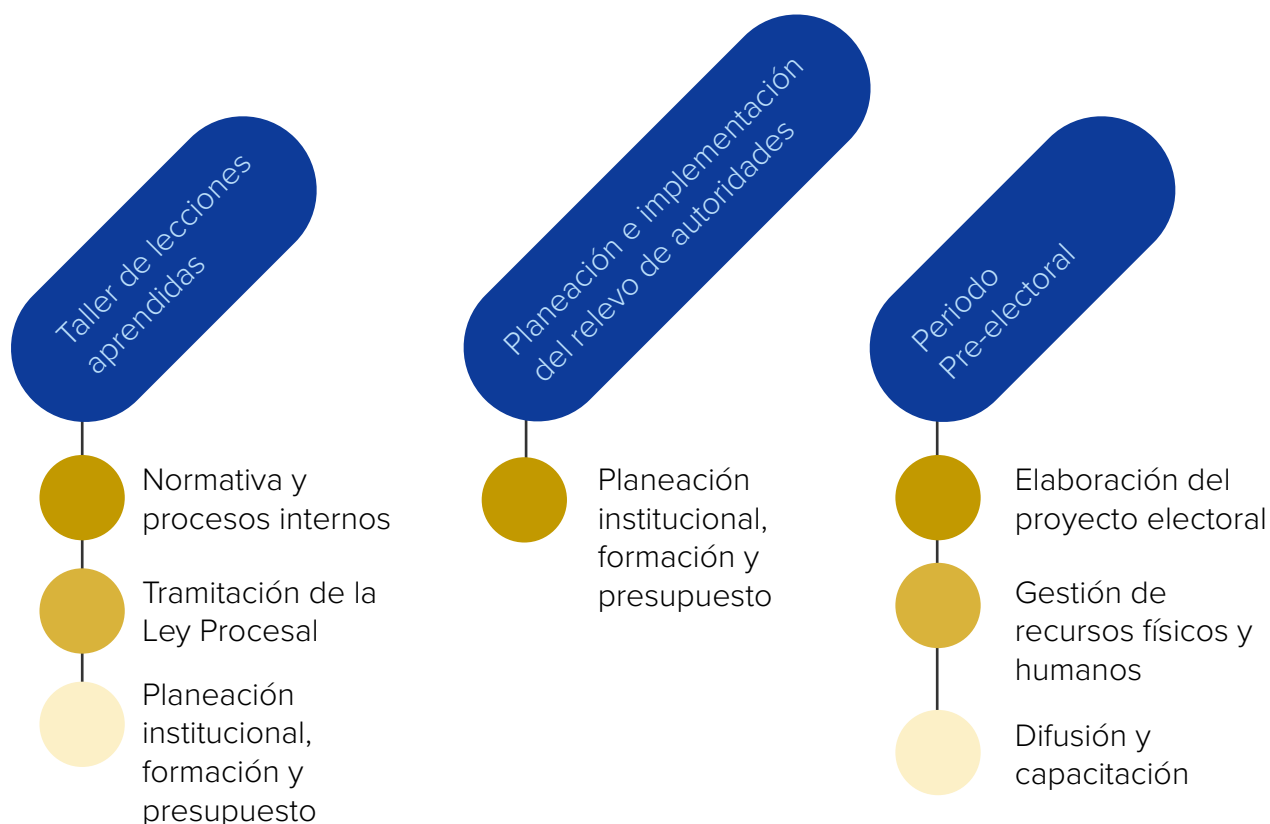 Taller de lecciones
aprendidas
Normativa y
procesos internos
Tramitación de la
Ley Procesal
Planeación
institucional,
formación y
presupuesto
Planeación e implementación
del relevo de autoridades
Planeación
institucional,
formación y
presupuesto
Periodo
Pre-electoral
Elaboración del
proyecto electoral
Gestión de
recursos físicos y
humanos
Difusión y
capacitación